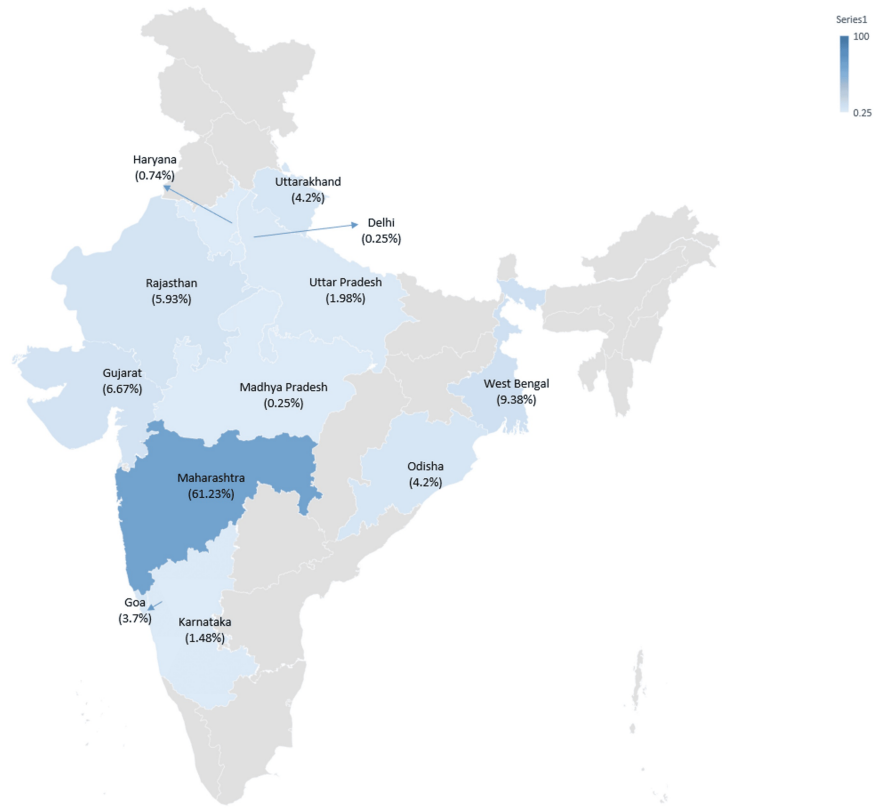 Series1
100
0.25
Haryana
(0.74%)
Uttarakhand
(4.2%)
Delhi
(0.25%)
Rajasthan
(5.93%)
Uttar Pradesh
(1.98%)
Gujarat
(6.67%)
Madhya Pradesh
(0.25%)
West Bengal
(9.38%)
Maharashtra
(61.23%)
Odisha
(4.2%)
Goa
(3.7%)
Karnataka
(1.48%)